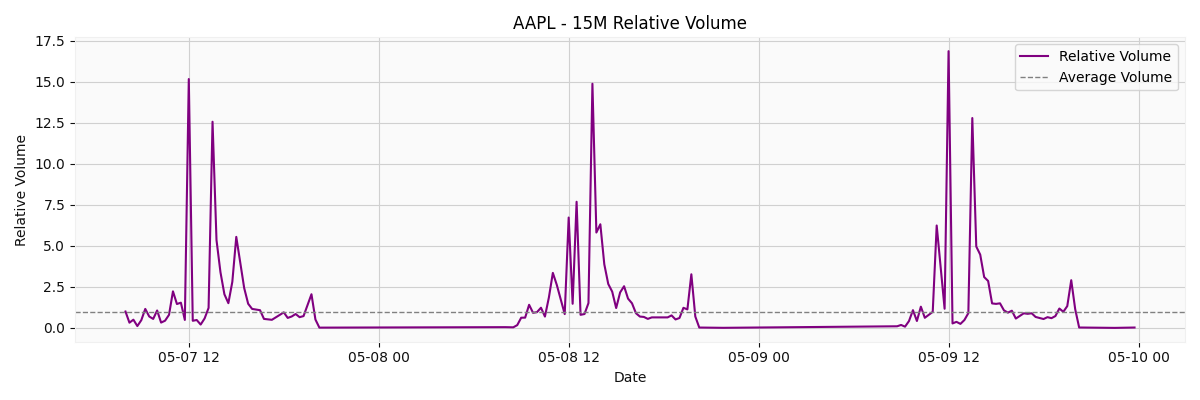 AAPL - 15M Relative Volume
Relative Volume
Average Volume
17.5
15.0
12.5
10.0
7.5
5.0
2.5
0.0
Relative Volume
05-07 12
05-08 00
05-08 12
05-09 00
05-09 12
05-10 00
Date